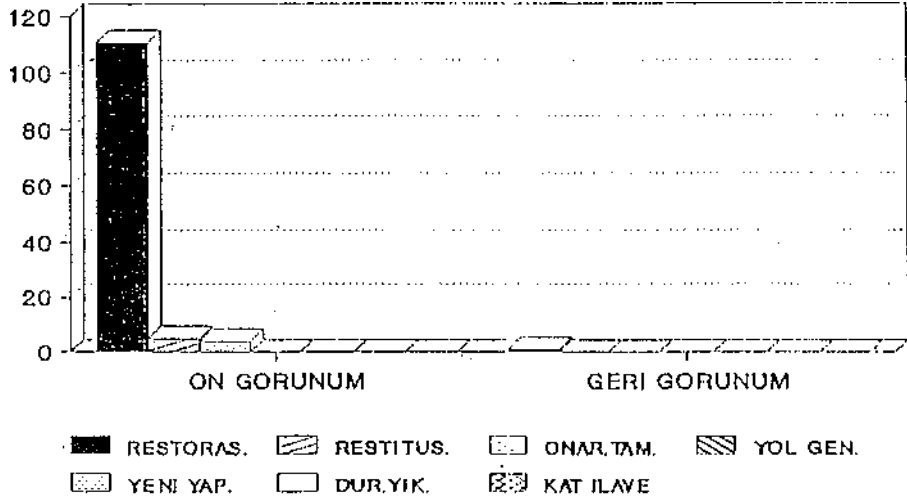 120
100
80
60
40
20
0
ON GORUNUM GERI GORUNUM
RESTORAS. RESTITUS. ONAR.TAM. YOL GEN.
YENI YAP. DUR.YIK. KAT ILAVE